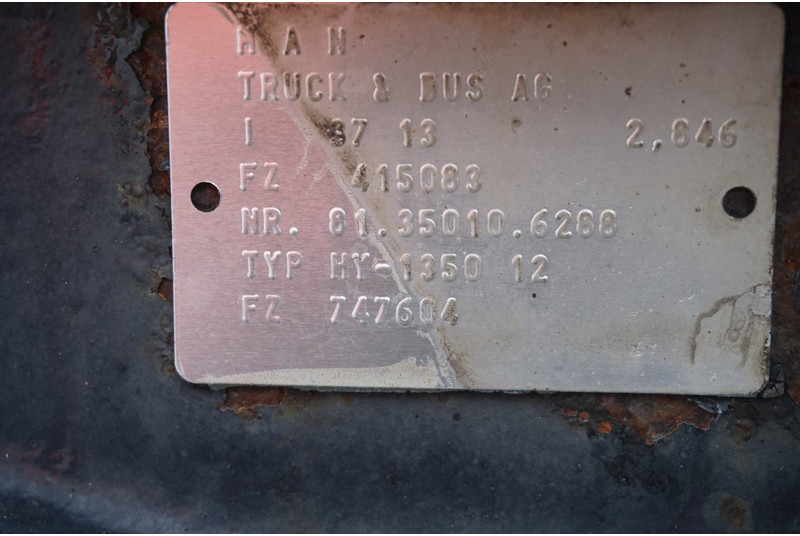 M A N
TRUCK & BUS AG
I 37 13 2,846
FZ 415083
NR. 81.35010.6288
TYP HY-1350 12
FZ 747604